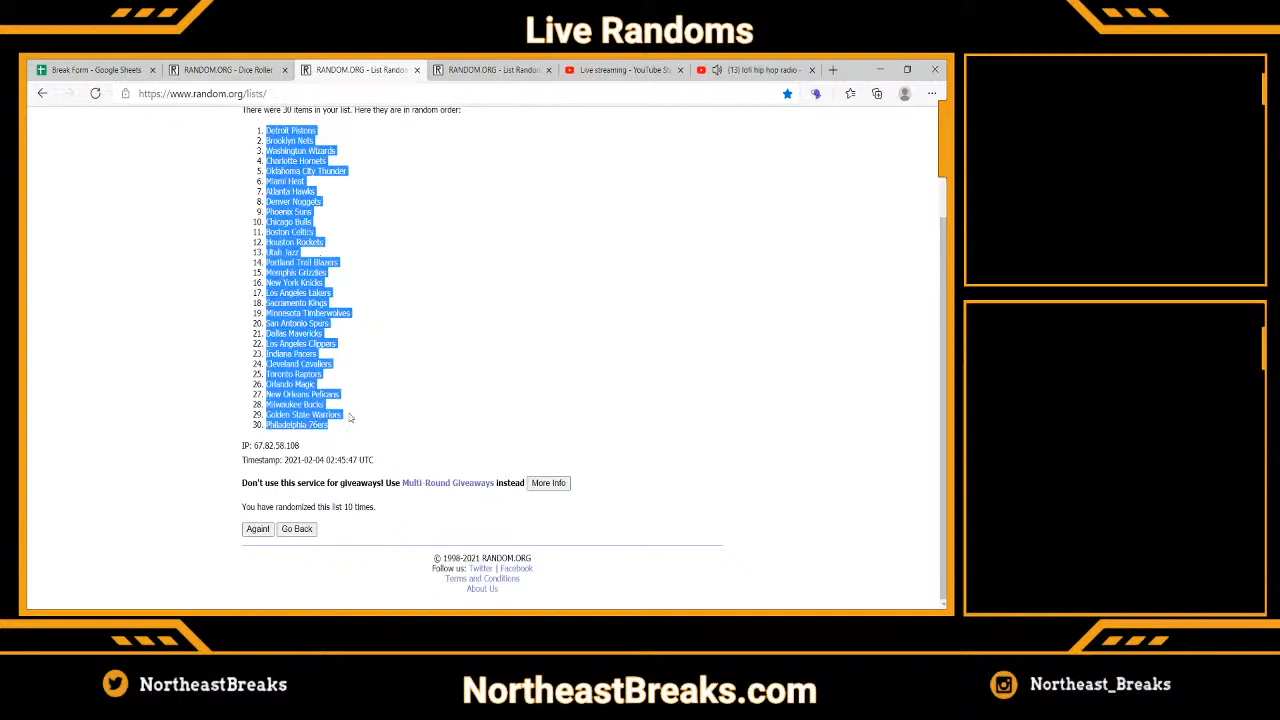 Live Randoms
Break Form - Google Sheets
RANDOM.ORG - Dice Roller
RANDOM.ORG - List Random
RANDOM.ORG - List Random
Live streaming - YouTube St
(13) lofi hip hop radio -
https://www.random.org/lists/
There were 30 items in your list. Here they are in random order:
1. Detroit Pistons
2. Brooklyn Nets
3. Washington Wizards
4. Charlotte Hornets
5. Oklahoma City Thunder
6. Miami Heat
7. Atlanta Hawks
8. Denver Nuggets
9. Phoenix Suns
10. Chicago Bulls
11. Boston Celtics
12. Houston Rockets
13. Utah Jazz
14. Portland Trail Blazers
15. Memphis Grizzlies
16. New York Knicks
17. Los Angeles Lakers
18. Sacramento Kings
19. Minnesota Timberwolves
20. San Antonio Spurs
21. Dallas Mavericks
22. Los Angeles Clippers
23. Indiana Pacers
24. Cleveland Cavaliers
25. Toronto Raptors
26. Orlando Magic
27. New Orleans Pelicans
28. Milwaukee Bucks
29. Golden State Warriors
30. Philadelphia 76ers
IP: 67.82.58.108
Timestamp: 2021-02-04 02:45:47 UTC
Don't use this service for giveaways! Use Multi-Round Giveaways instead More Info
You have randomized this list 10 times.
Again! Go Back
© 1998-2021 RANDOM.ORG
Follow us: Twitter | Facebook
Terms and Conditions
About Us
NortheastBreaks
NortheastBreaks.com
Northeast_Breaks